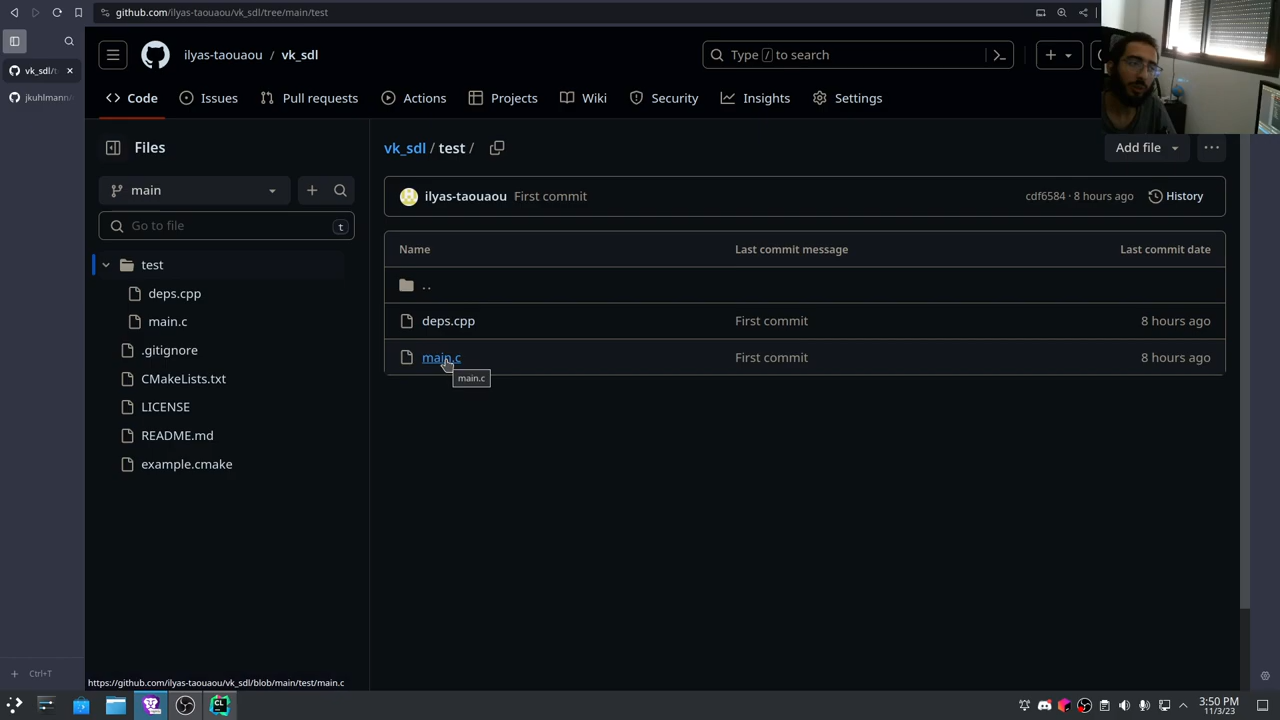 github.com/ilyas-taouaou/vk_sdl/tree/main/test
ilyas-taouaou / vk_sdl
Type / to search
Code
Issues
Pull requests
Actions
Projects
Wiki
Security
Insights
Settings
vk_sdl/t
jkuhlmann/
Files
main
Go to file
t
test
deps.cpp
main.c
.gitignore
CMakeLists.txt
LICENSE
README.md
example.cmake
vk_sdl / test /
Add file
ilyas-taouaou First commit
cdf6584 · 8 hours ago
History
Name Last commit message Last commit date
..
deps.cpp First commit 8 hours ago
main.c First commit 8 hours ago
main.c
https://github.com/ilyas-taouaou/vk_sdl/blob/main/test/main.c
Ctrl+T
CL
3:50 PM
11/3/23